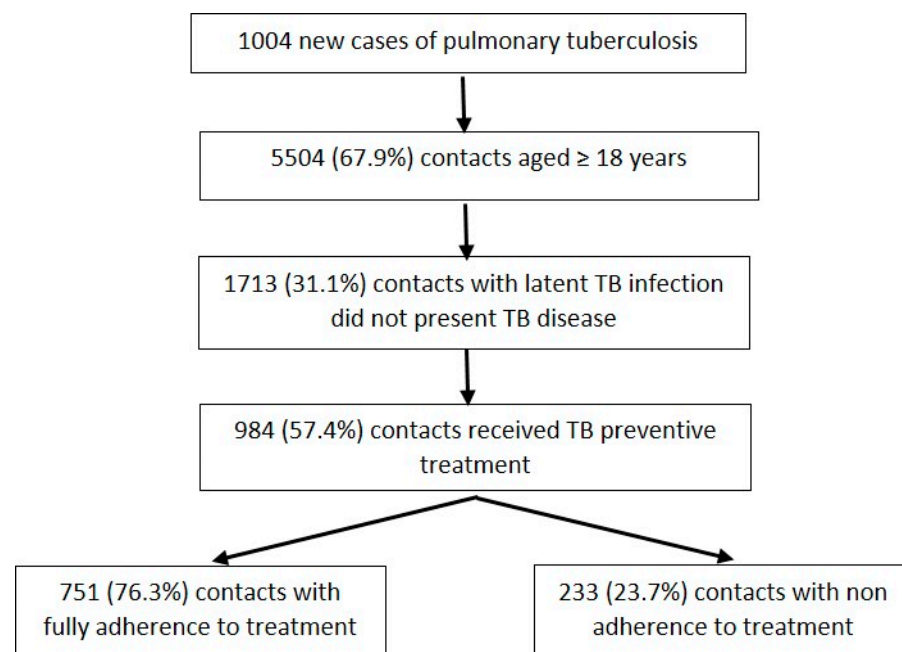 1004 new cases of pulmonary tuberculosis
5504 (67.9%) contacts aged ≥ 18 years
1713 (31.1%) contacts with latent TB infection
did not present TB disease
984 (57.4%) contacts received TB preventive
treatment
751 (76.3%) contacts with
fully adherence to treatment
233 (23.7%) contacts with non
adherence to treatment